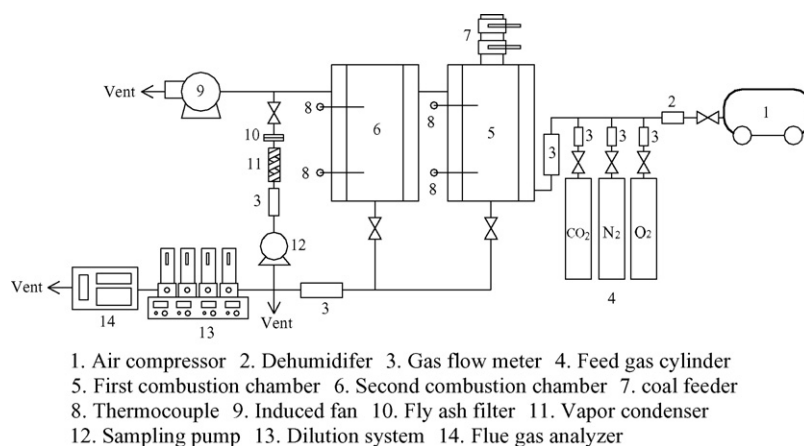 7
Vent
9
8
8
6
5
2
1
10
11
3
8
8
3
3
3
3
12
CO2
N2
O2
4
Vent
14
13
Vent
3
1. Air compressor 2. Dehumidifer 3. Gas flow meter 4. Feed gas cylinder
5. First combustion chamber 6. Second combustion chamber 7. coal feeder
8. Thermocouple 9. Induced fan 10. Fly ash filter 11. Vapor condenser
12. Sampling pump 13. Dilution system 14. Flue gas analyzer